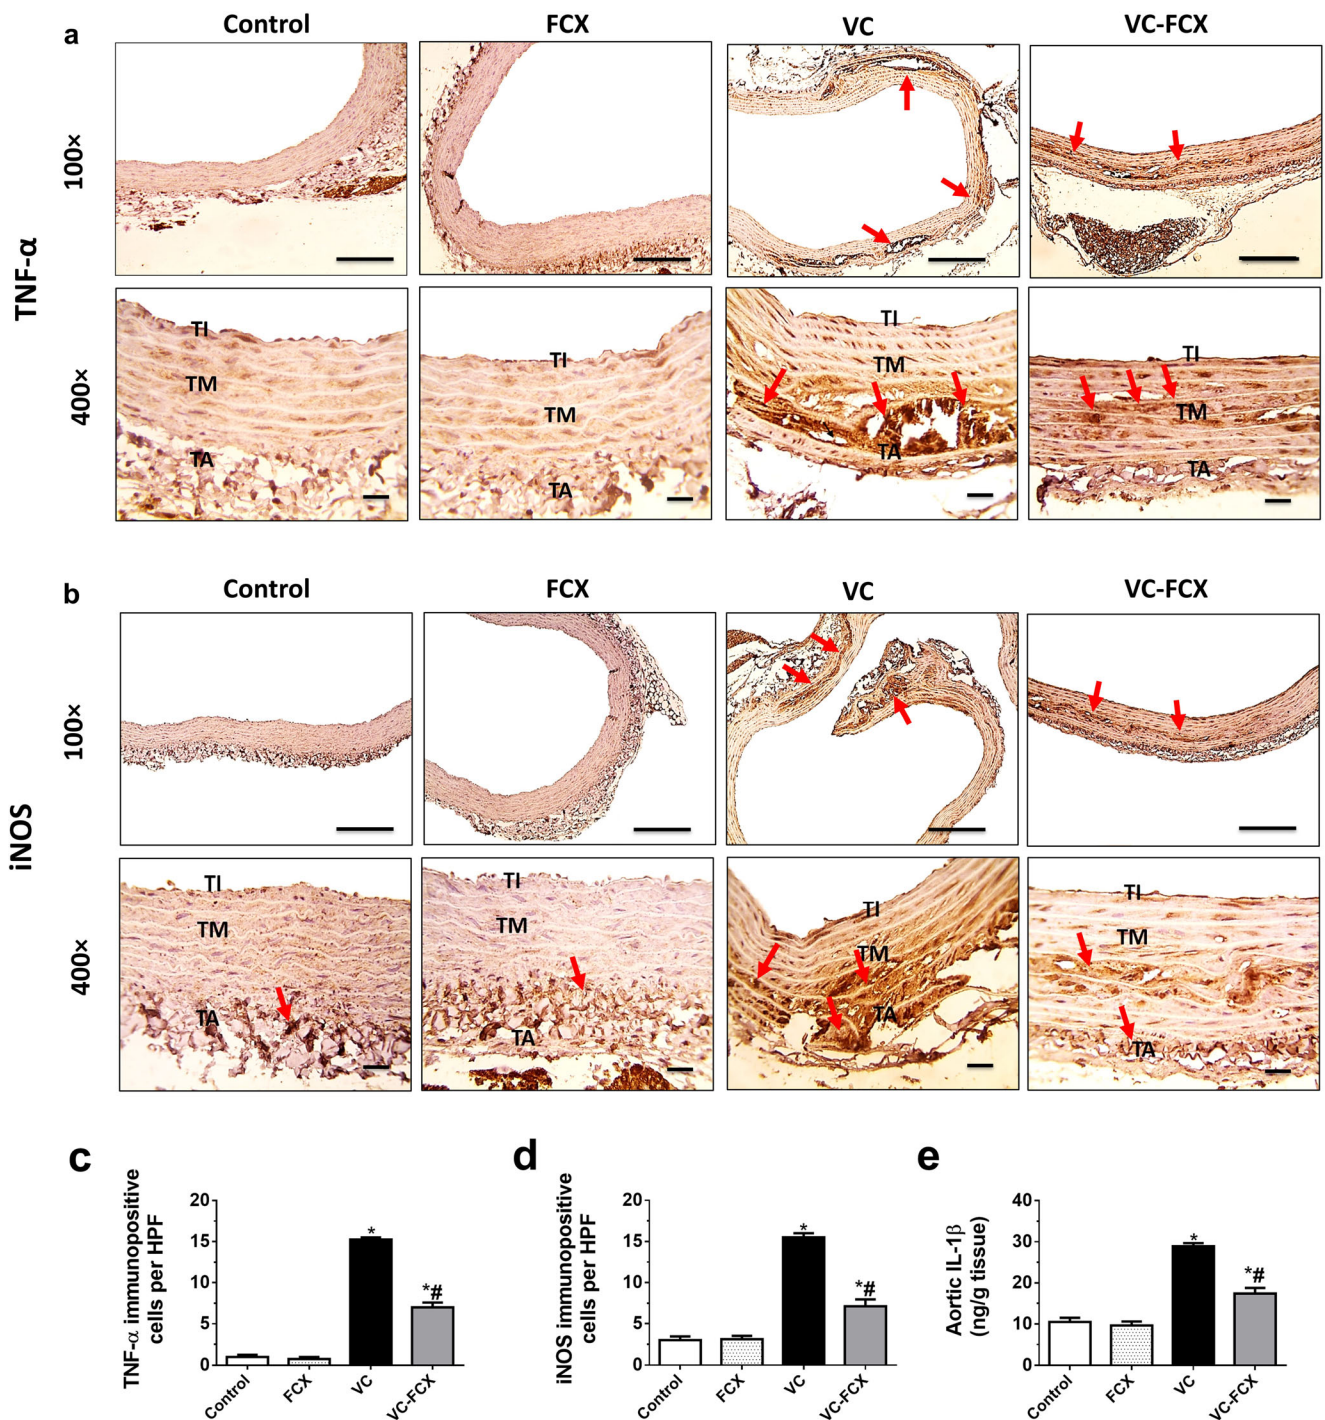 a
Control FCX VC VC-FCX
TNF-α
100×
400×
TI TI TI TI
TM TM TM TM
TA TA TA TA
b
Control FCX VC VC-FCX
iNOS
100×
400×
TI TI TI TI
TM TM TM TM
TA TA TA TA
c
TNF-α immunopositive
cells per HPF
20
15
10
5
0
*
*#
Control FCX VC VC-FCX
d
iNOS immunopositive
cells per HPF
20
15
10
5
0
*
*#
Control FCX VC VC-FCX
e
Aortic IL-1β
(ng/g tissue)
40
30
20
10
0
*
*#
Control FCX VC VC-FCX